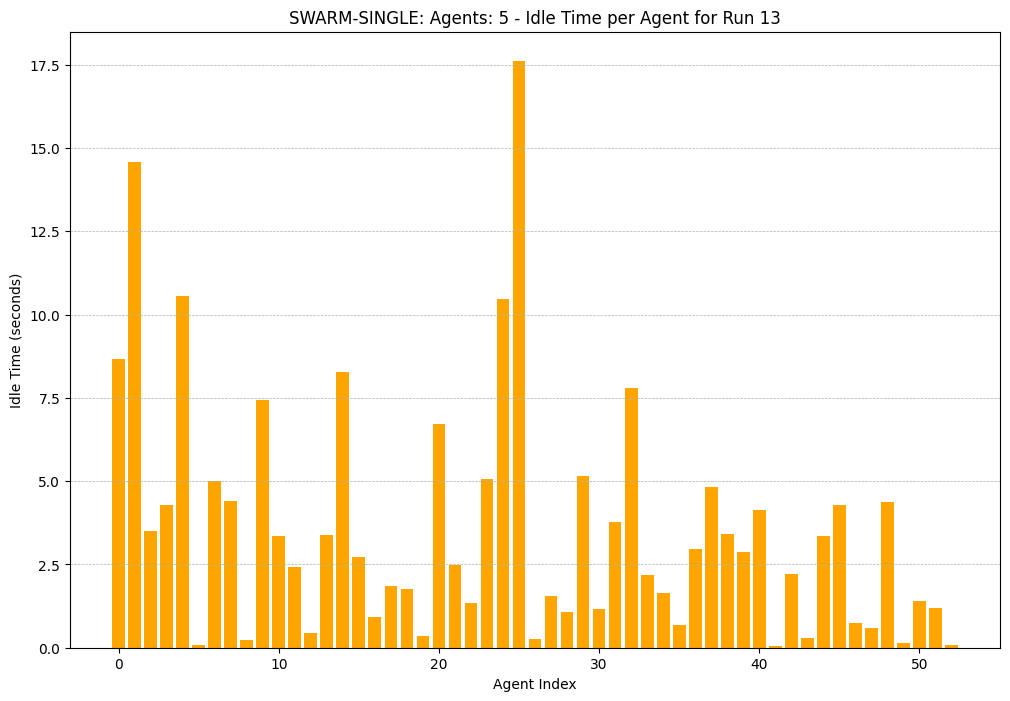 SWARM-SINGLE: Agents: 5 - Idle Time per Agent for Run 13
17.5
15.0
12.5
10.0
7.5
5.0
2.5
0.0
Idle Time (seconds)
0 10 20 30 40 50
Agent Index